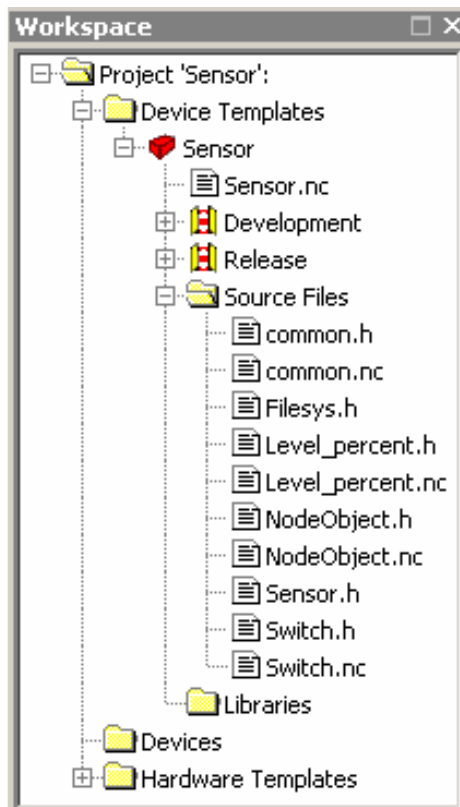 Workspace
Project 'Sensor':
Device Templates
Sensor
Sensor.nc
Development
Release
Source Files
common.h
common.nc
Filesys.h
Level_percent.h
Level_percent.nc
NodeObject.h
NodeObject.nc
Sensor.h
Switch.h
Switch.nc
Libraries
Devices
Hardware Templates